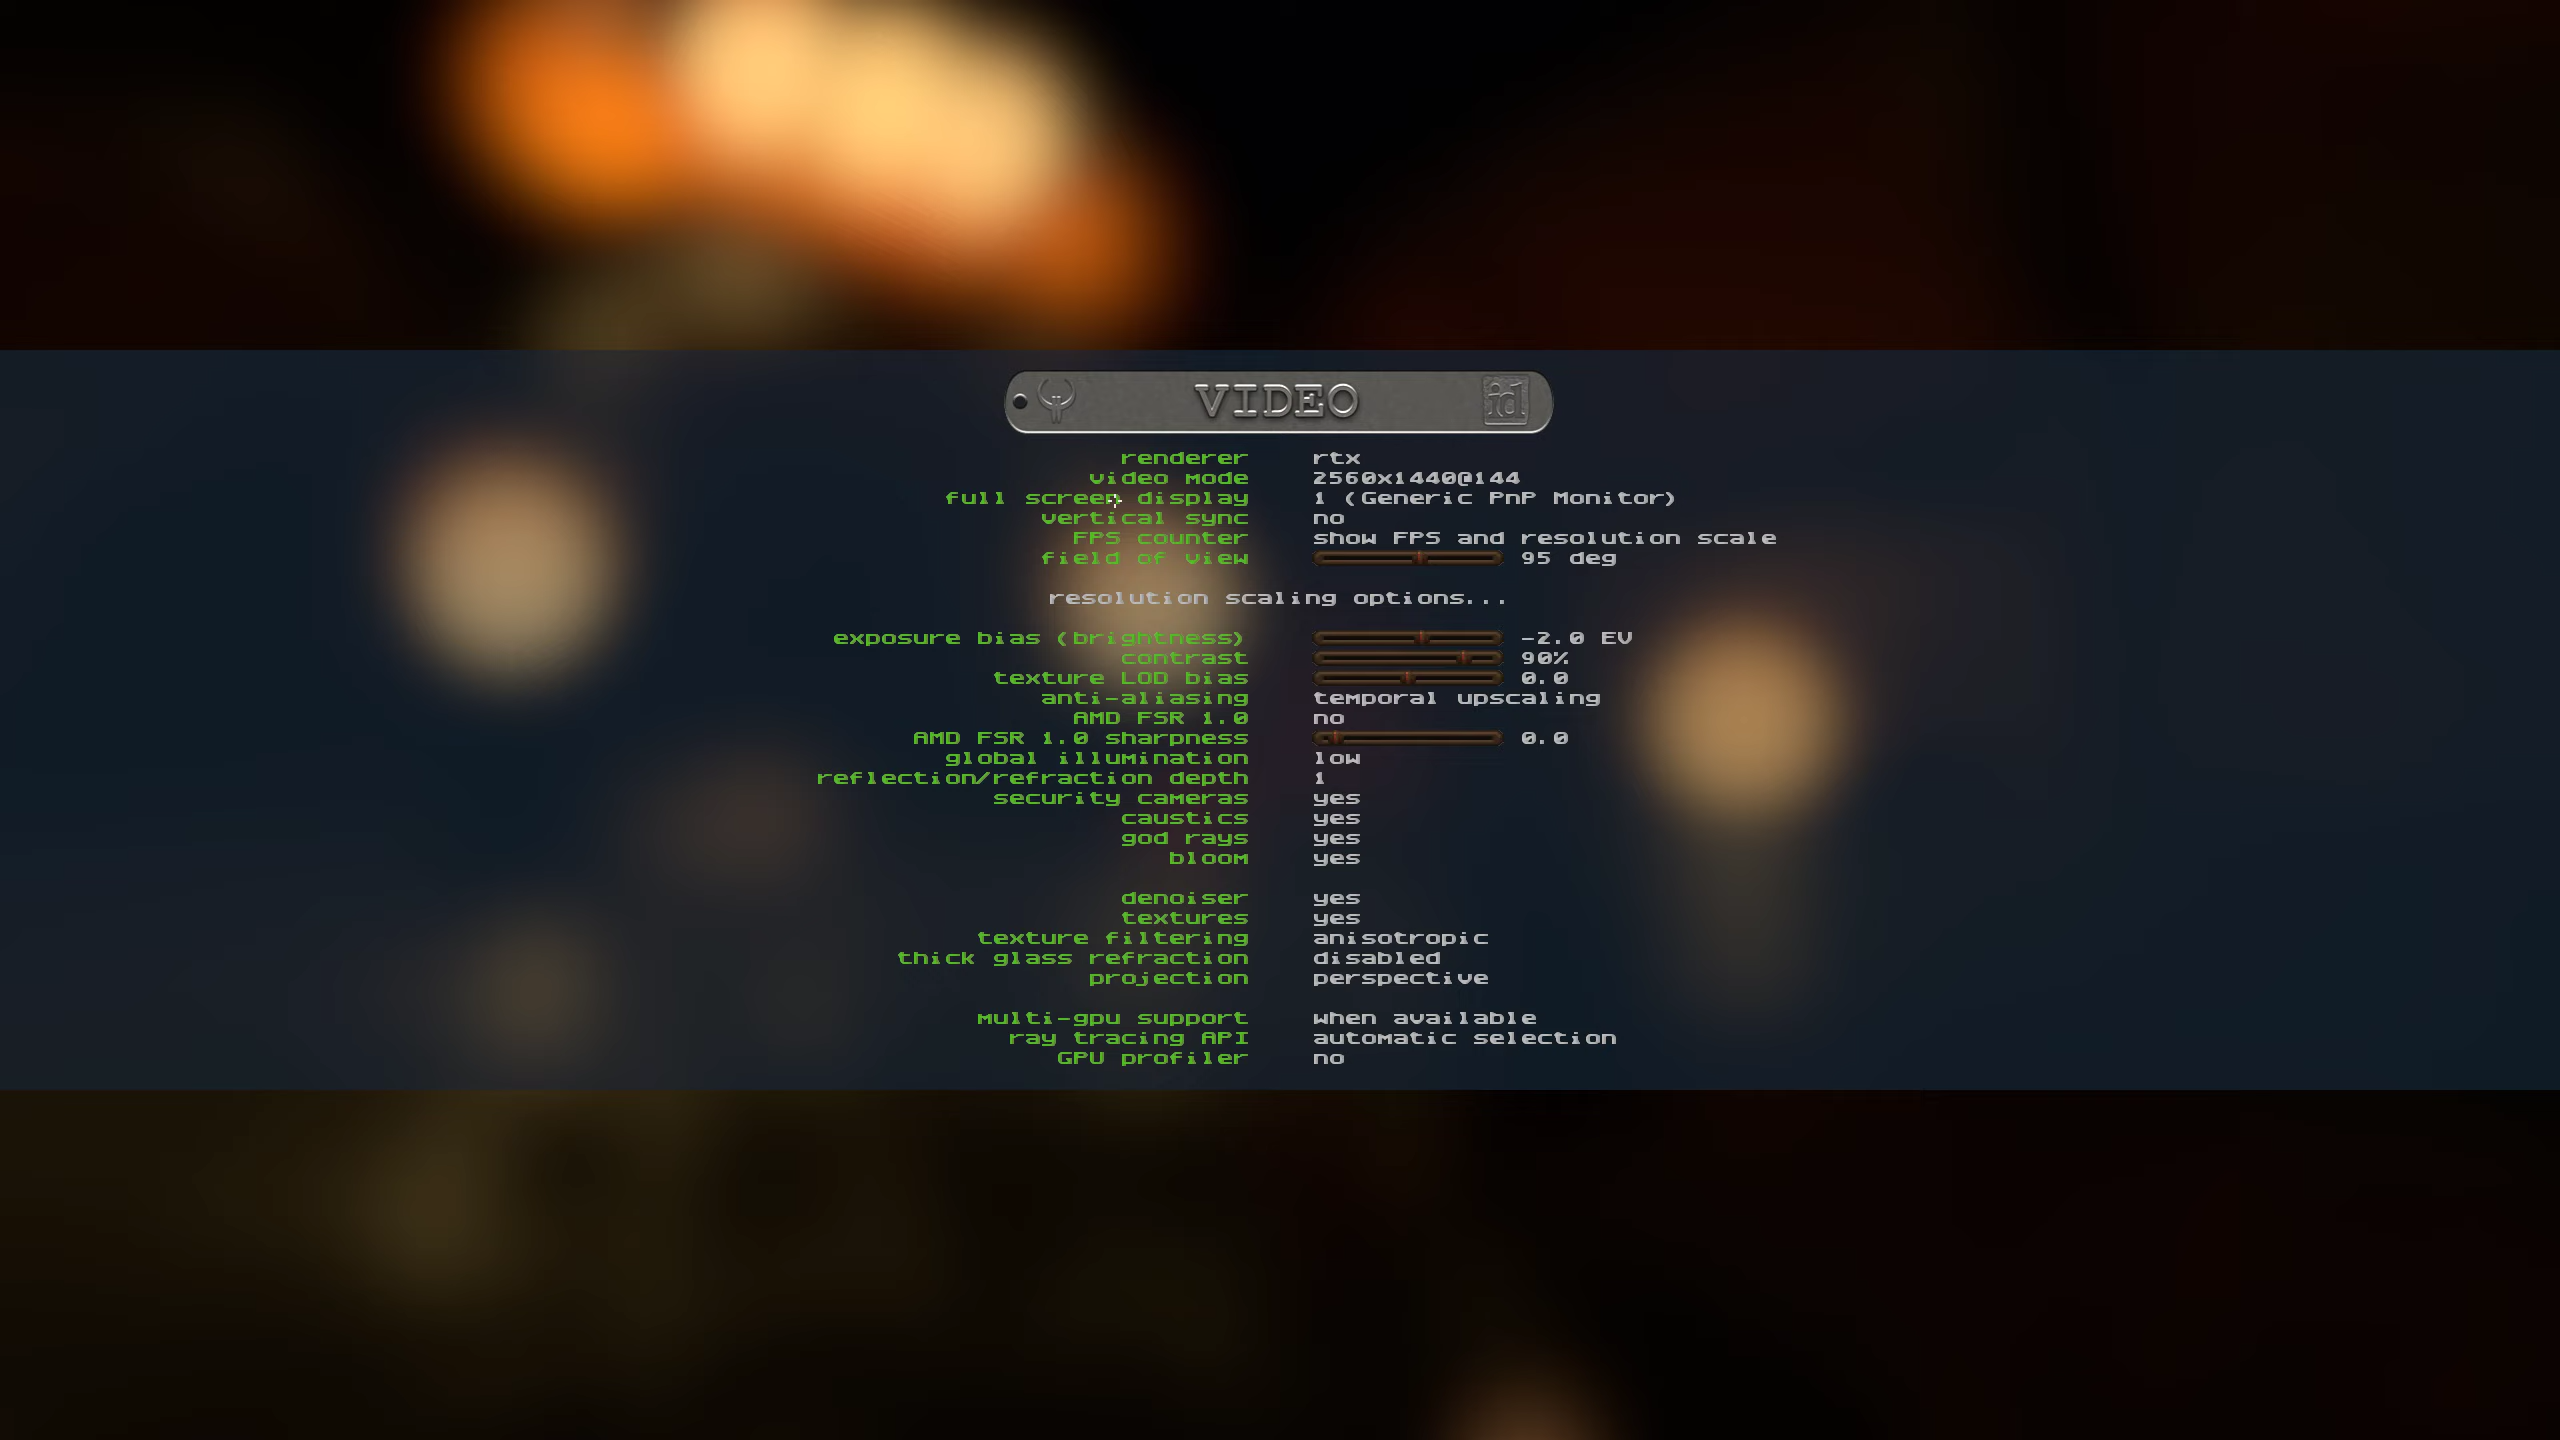 VIDEO id
renderer rtx
video mode 2560x1440@144
full screen display 1 (Generic PnP Monitor)
vertical sync no
FPS counter show FPS and resolution scale
field of view 95 deg
resolution scaling options...
exposure bias (brightness) -2.0 EV
contrast 90%
texture LOD bias 0.0
anti-aliasing temporal upscaling
AMD FSR 1.0 no
AMD FSR 1.0 sharpness 0.0
global illumination low
reflection/refraction depth 1
security cameras yes
caustics yes
god rays yes
bloom yes
denoiser yes
textures yes
texture filtering anisotropic
thick glass refraction disabled
projection perspective
multi-gpu support when available
ray tracing API automatic selection
GPU profiler no